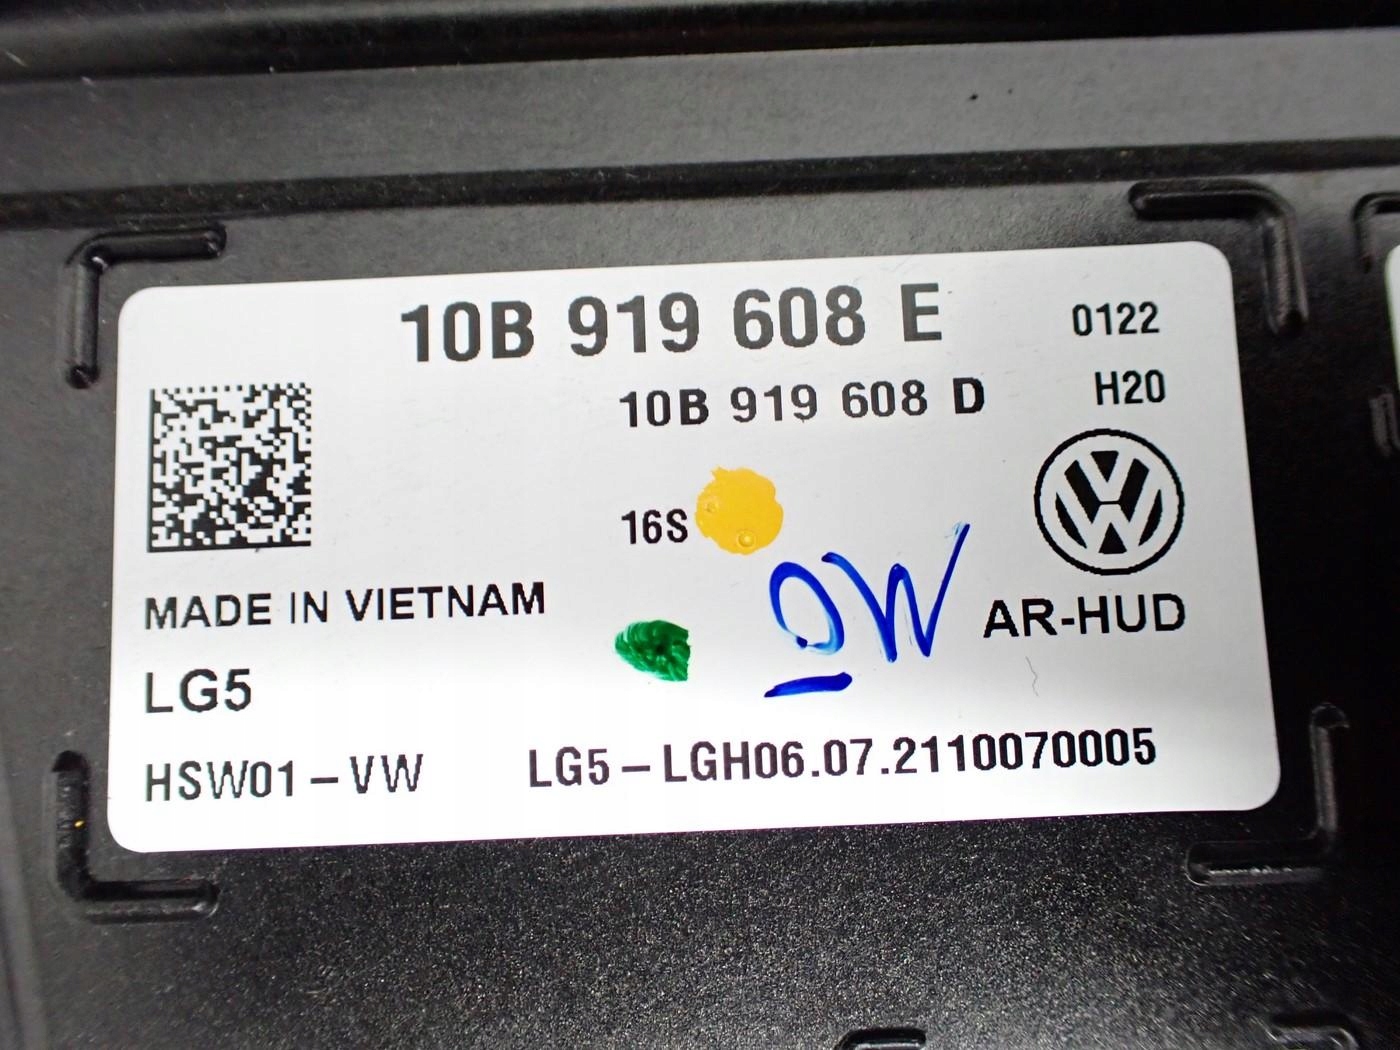 10B 919 608 E 0122
10B 919 608 D H20
16S
MADE IN VIETNAM
OW
AR-HUD
LG5
HSW01-VW LG5-LGH06.07.2110070005